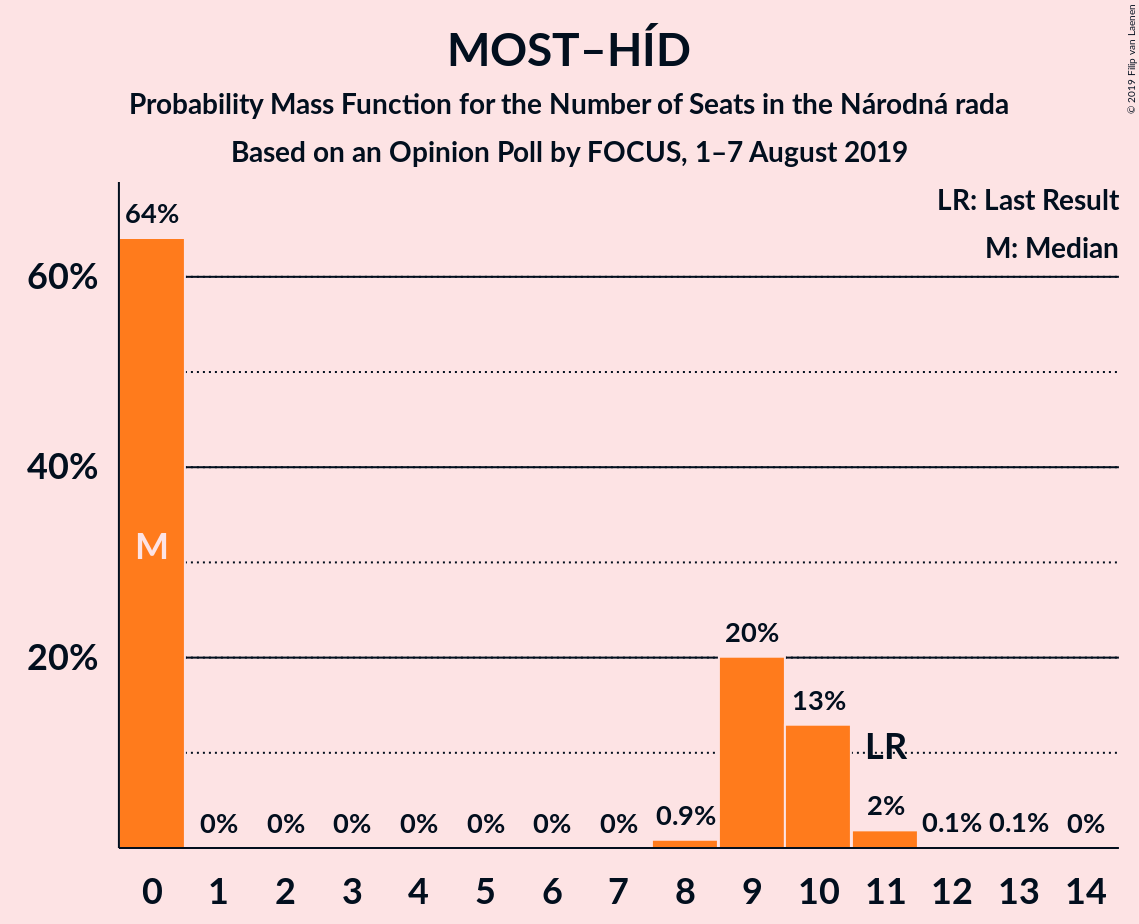 MOST–HÍD
Probability Mass Function for the Number of Seats in the Národná rada
Based on an Opinion Poll by FOCUS, 1–7 August 2019
© 2019 Filip van Laenen
LR: Last Result
M: Median
60%
40%
20%
64%
M
0%
0%
0%
0%
0%
0%
0%
0.9%
20%
13%
LR
2%
0.1%
0.1%
0%
0 1 2 3 4 5 6 7 8 9 10 11 12 13 14